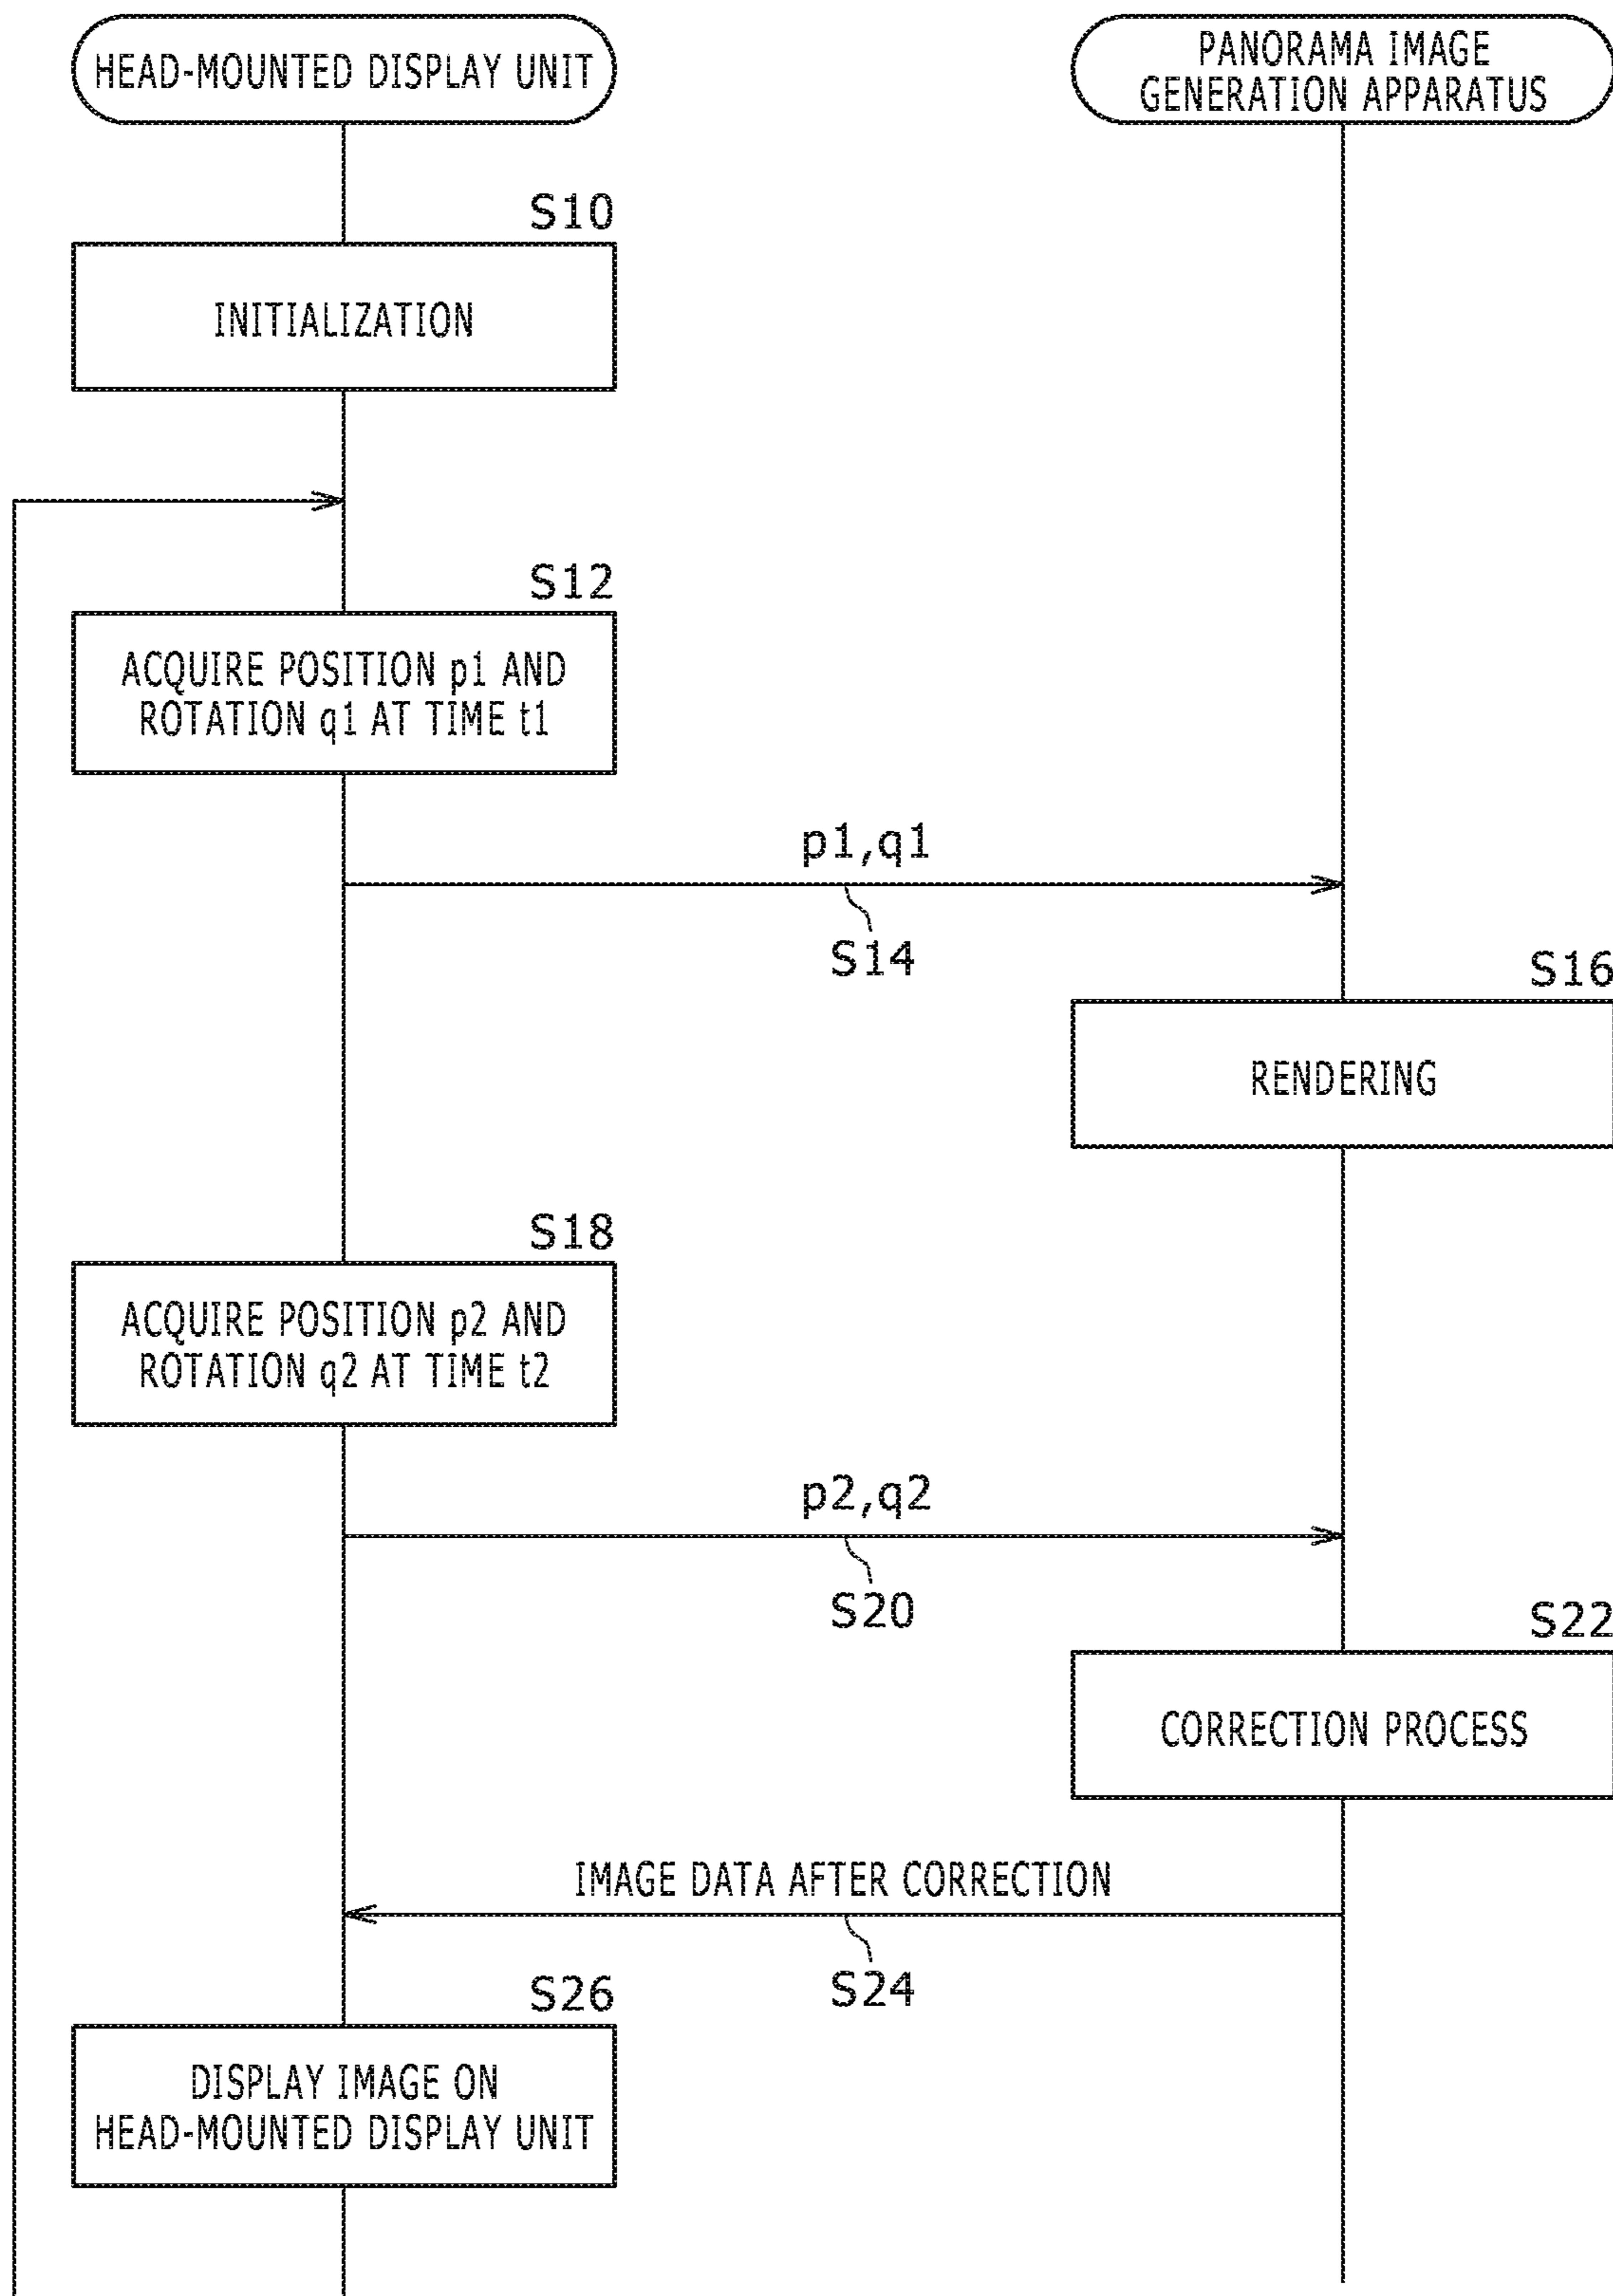 HEAD-MOUNTED DISPLAY UNIT
PANORAMA IMAGE
GENERATION APPARATUS
S10
INITIALIZATION
S12
ACQUIRE POSITION p1 AND
ROTATION q1 AT TIME t1
p1,q1
S14
S16
RENDERING
S18
ACQUIRE POSITION p2 AND
ROTATION q2 AT TIME t2
p2,q2
S20
S22
CORRECTION PROCESS
IMAGE DATA AFTER CORRECTION
S24
S26
DISPLAY IMAGE ON
HEAD-MOUNTED DISPLAY UNIT